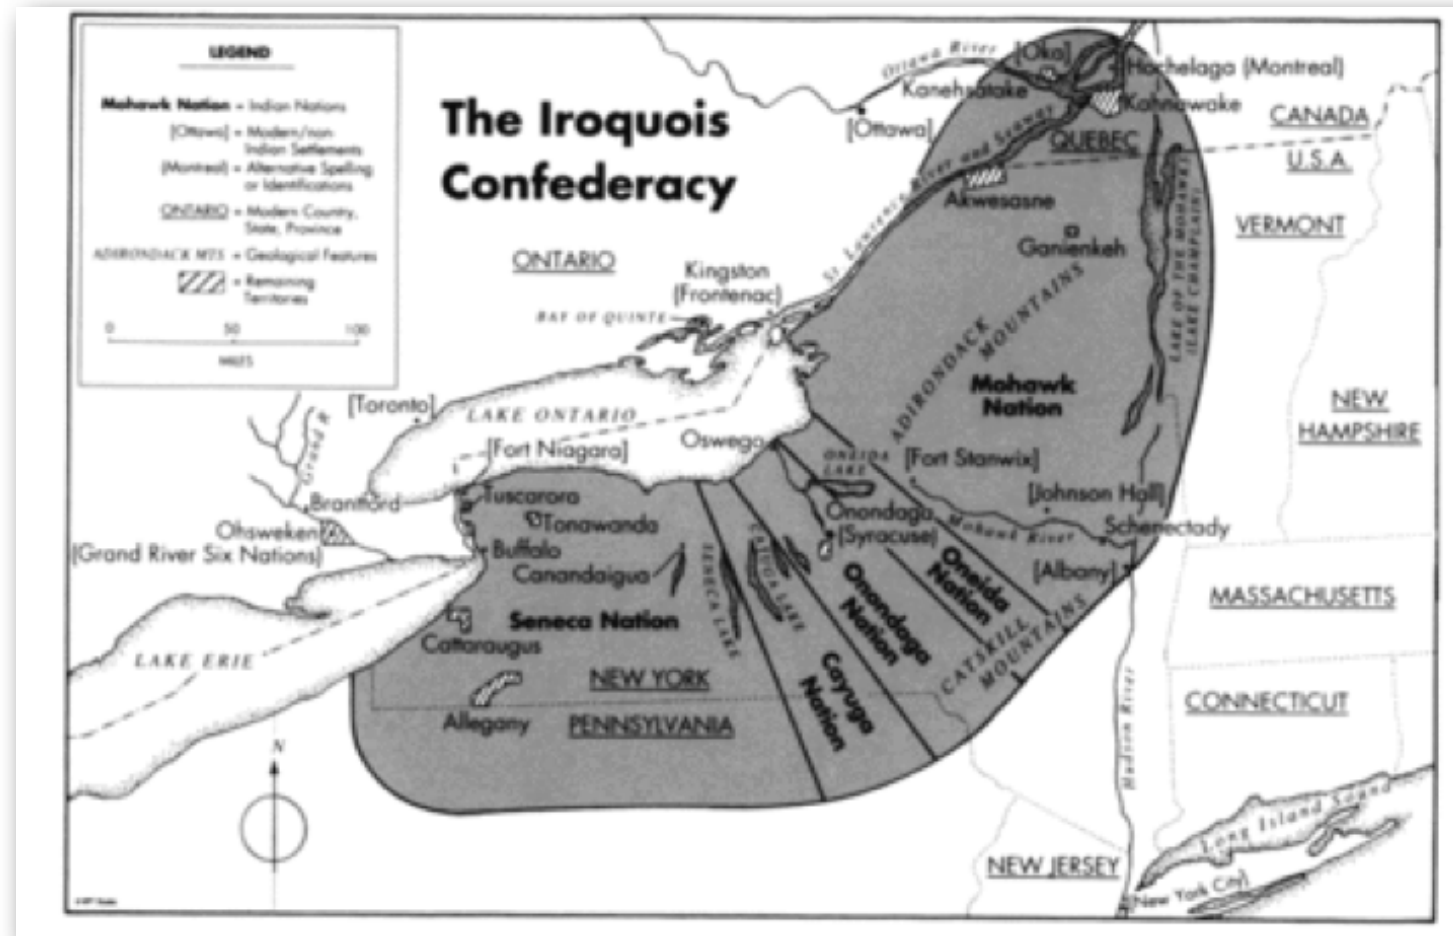 LEGEND
Mohawk Nation = Indian Nations
[Ottawa] = Modern/non-
Indian Settlements
(Montreal) = Alternative Spelling
or Identifications
ONTARIO = Modern Country,
State, Province
ADIRONDACK MTS = Geological Features
= Remaining
Territories
0 50 100
MILES
The Iroquois
Confederacy
Ottawa River
[Oka]
Hochelaga (Montreal)
Kanehsatake
Kahnawake
[Ottawa]
QUEBEC
CANADA
U.S.A.
St. Lawrence River and Seaway
Akwesasne
VERMONT
Ganienkeh
LAKE OF THE MOHAWKS
(LAKE CHAMPLAIN)
ONTARIO
Kingston
(Frontenac)
BAY OF QUINTE
ADIRONDACK
MOUNTAINS
Mohawk
Nation
NEW
HAMPSHIRE
[Toronto]
LAKE ONTARIO
Grand R
[Fort Niagara]
Oswego
ONEIDA
LAKE
[Fort Stanwix]
[Johnson Hall]
Brantford
Tuscarora
Tonawanda
Onondaga
(Syracuse)
Mohawk River
Schenectady
Ohsweken
(Grand River Six Nations)
Buffalo
Canandaigua
SENECA LAKE
CAYUGA LAKE
[Albany]
Oneida
Nation
Onondaga
Nation
MASSACHUSETTS
Seneca Nation
Cattaraugus
CATSKILL
MOUNTAINS
LAKE ERIE
NEW YORK
Cayuga
Nation
Allegany
PENNSYLVANIA
CONNECTICUT
N
Hudson River
Long Island Sound
NEW JERSEY
[New York City]